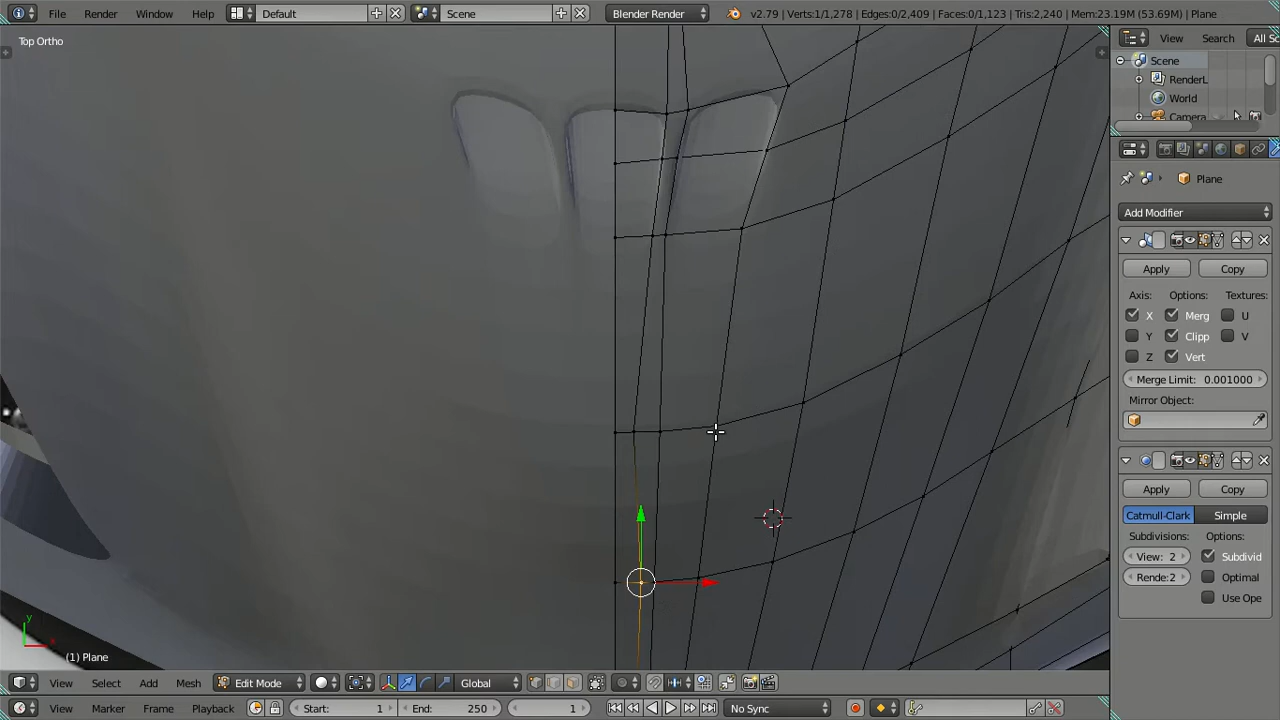 File Render Window Help Default Scene Blender Render v2.79 | Verts:1/1,278 | Edges:0/2,409 | Faces:0/1,123 | Tris:2,240 | Mem:23.19M (53.69M) | Plane
Top Ortho
View Search All Sc
Scene
RenderL
World
Camera
Plane
Add Modifier
Apply Copy
Axis: Options: Textures:
X Merg U
Y Clipp V
Z Vert
Merge Limit: 0.001000
Mirror Object:
Apply Copy
Catmull-Clark Simple
Subdivisions: Options:
View: 2 Subdivid
Rende:2 Optimal
Use Ope
y
x
(1) Plane
View Select Add Mesh Edit Mode Global
View Marker Frame Playback Start: 1 End: 250 1 No Sync